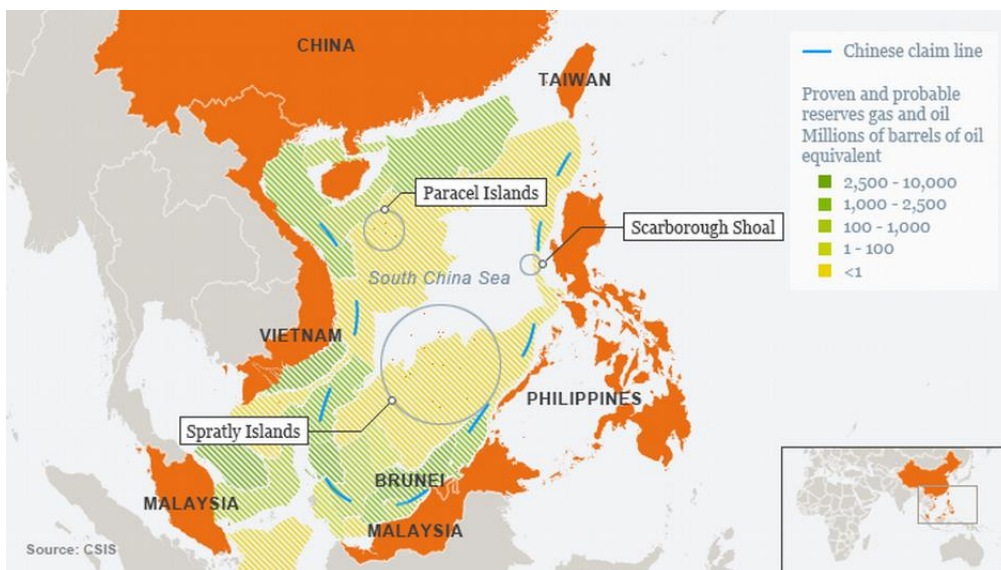 CHINA
TAIWAN
Paracel Islands
Scarborough Shoal
South China Sea
VIETNAM
PHILIPPINES
Spratly Islands
BRUNEI
MALAYSIA
MALAYSIA
Source: CSIS
Chinese claim line
Proven and probable
reserves gas and oil
Millions of barrels of oil
equivalent
2,500 - 10,000
1,000 - 2,500
100 - 1,000
1 - 100
<1